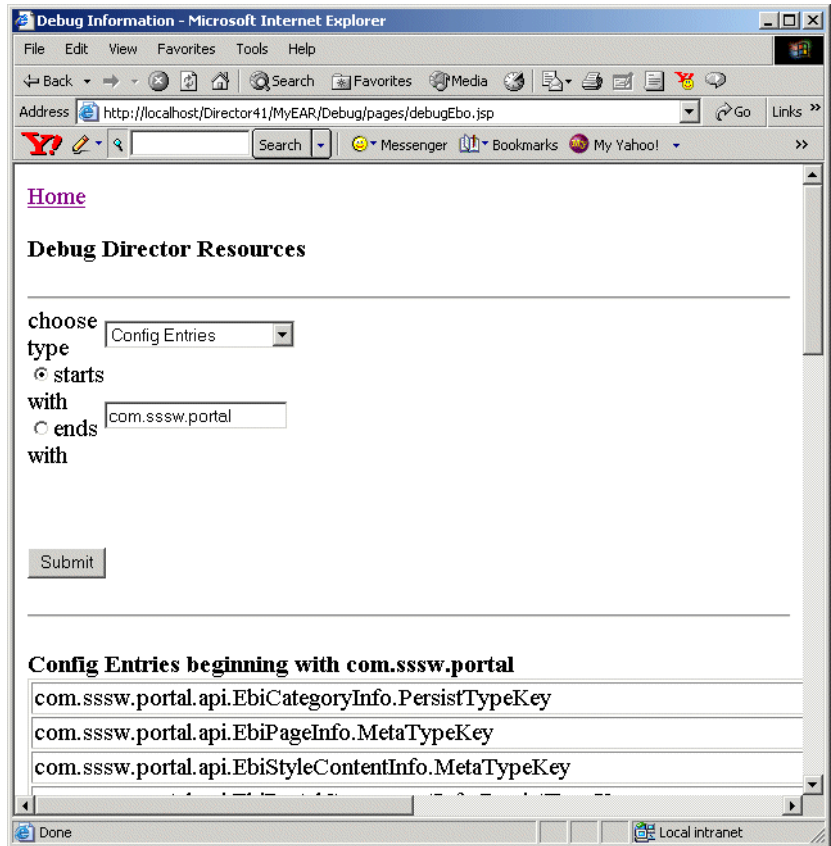 Debug Information - Microsoft Internet Explorer
File Edit View Favorites Tools Help
Back Search Favorites Media
Address http://localhost/Director41/MyEAR/Debug/pages/debugEbo.jsp Go Links »
Y! Search Messenger Bookmarks My Yahoo! »
Home
Debug Director Resources
choose
type
Config Entries
starts
with
com.sssw.portal
ends
with
Submit
Config Entries beginning with com.sssw.portal
com.sssw.portal.api.EbiCategoryInfo.PersistTypeKey
com.sssw.portal.api.EbiPageInfo.MetaTypeKey
com.sssw.portal.api.EbiStyleContentInfo.MetaTypeKey
Done Local intranet